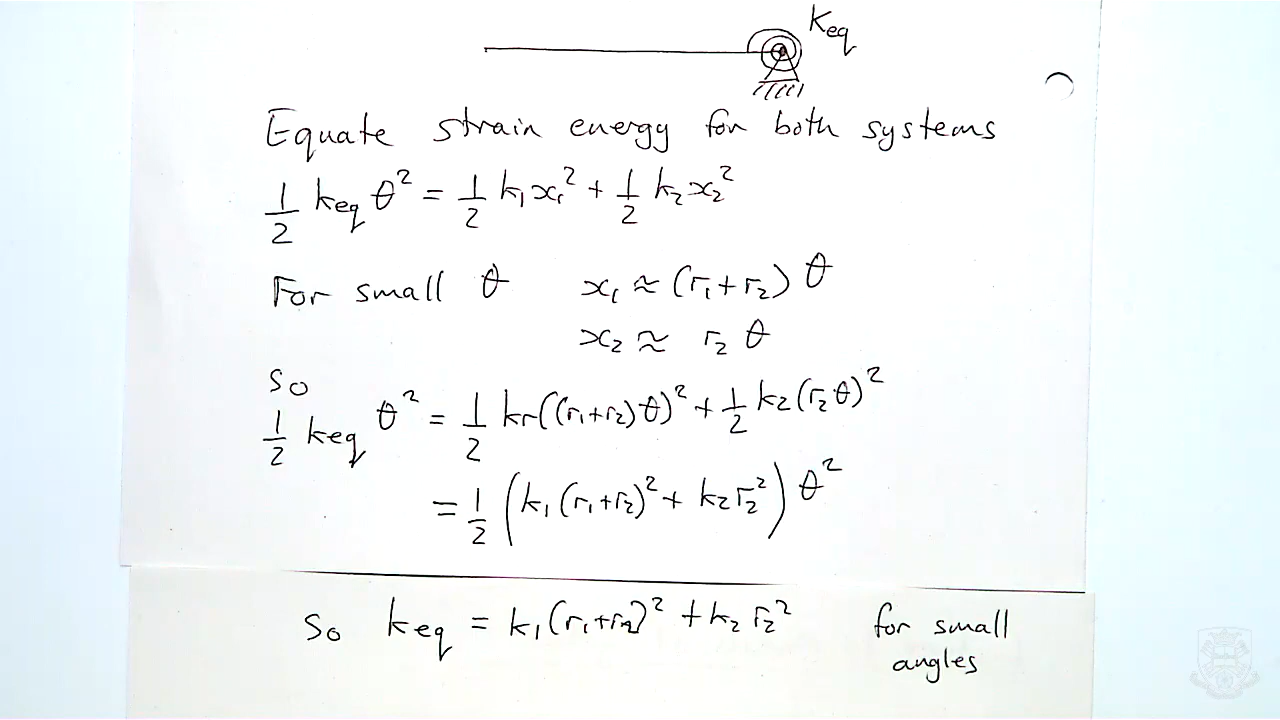 Keq
Equate strain energy for both systems
1/2 keq θ² = 1/2 k₁x₁² + 1/2 k₂x₂²
For small θ x₁ ≈ (r₁+r₂) θ
x₂ ≈ r₂ θ
So
1/2 keq θ² = 1/2 kr((r₁+r₂)θ)² + 1/2 k₂(r₂θ)²
= 1/2 (k₁(r₁+r₂)² + k₂r₂²) θ²
So keq = k₁(r₁+r₂)² + k₂ r₂² for small
angles